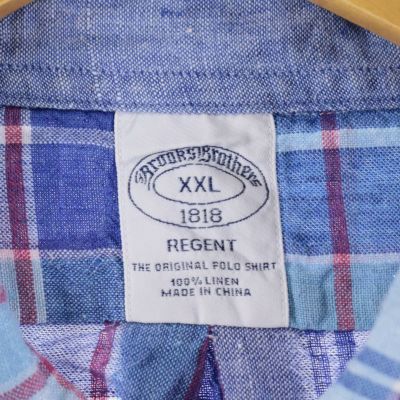 Brooks Brothers
XXL
1818
REGENT
THE ORIGINAL POLO SHIRT
100% LINEN
MADE IN CHINA